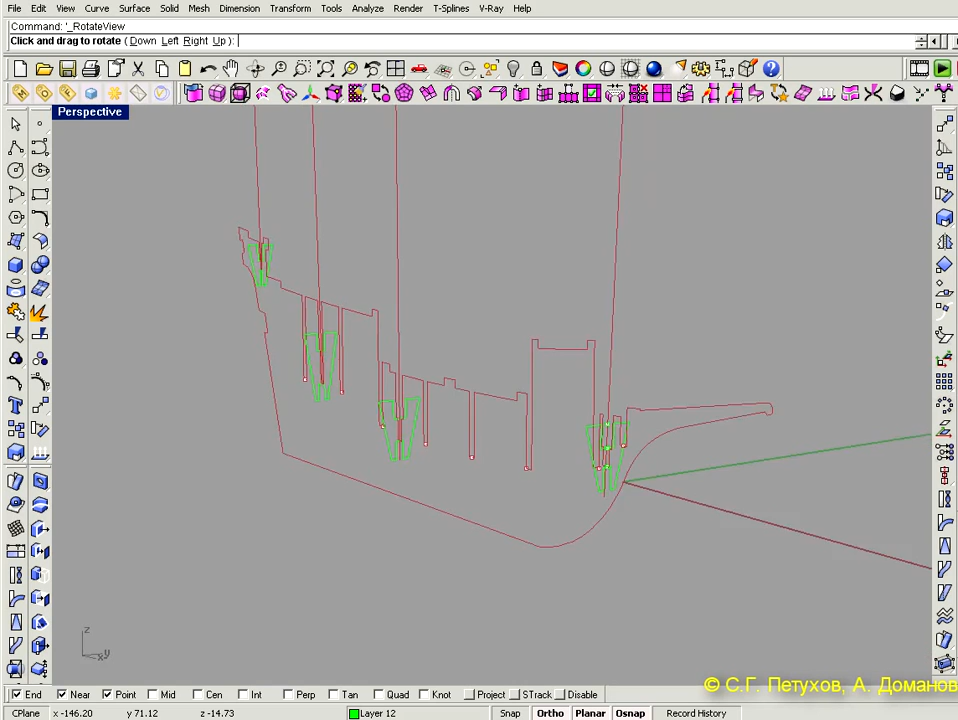 File Edit View Curve Surface Solid Mesh Dimension Transform Tools Analyze Render T-Splines V-Ray Help
Command: '_RotateView
Click and drag to rotate ( Down Left Right Up ):
Perspective
z
x y
© С.Г. Петухов, А. Доманов
End Near Point Mid Cen Int Perp Tan Quad Knot Project STrack Disable
CPlane x -146.20 y 71.12 z -14.73 Layer 12 Snap Ortho Planar Osnap Record History